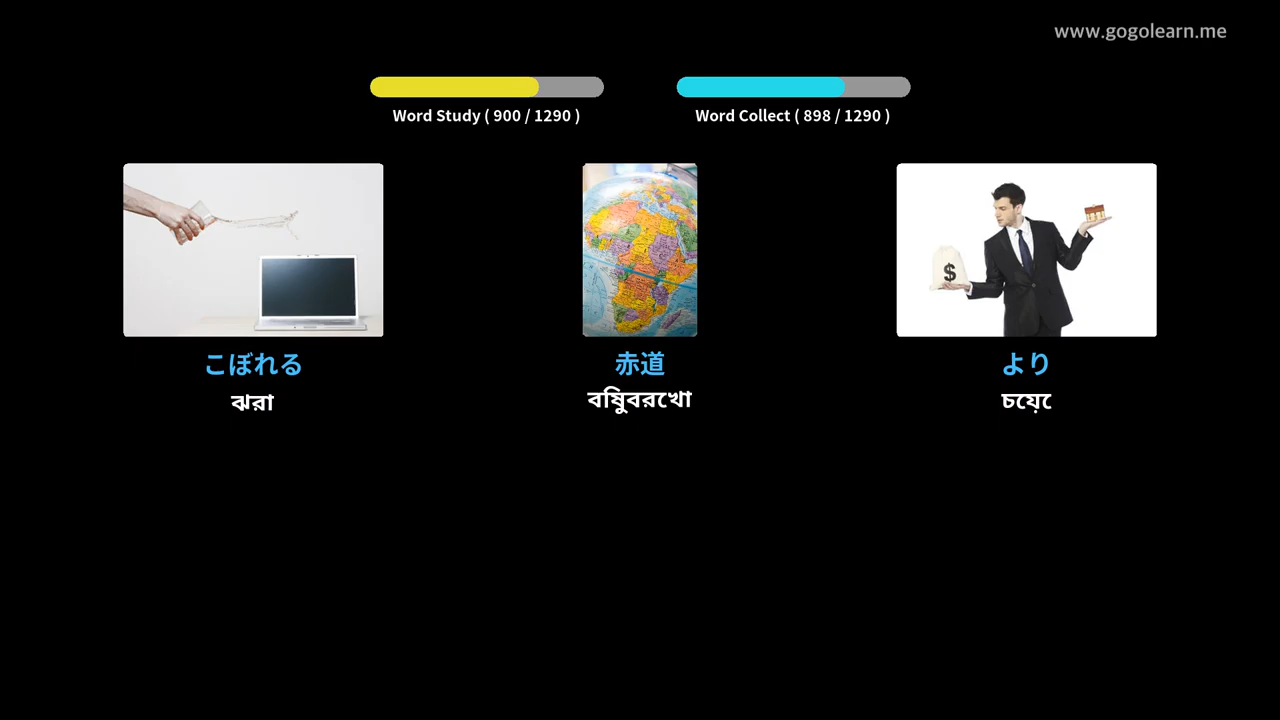 www.gogolearn.me
Word Study ( 900 / 1290 )
Word Collect ( 898 / 1290 )
こぼれる
赤道
より
ঝরা
বিষুবরেখা
চেয়ে